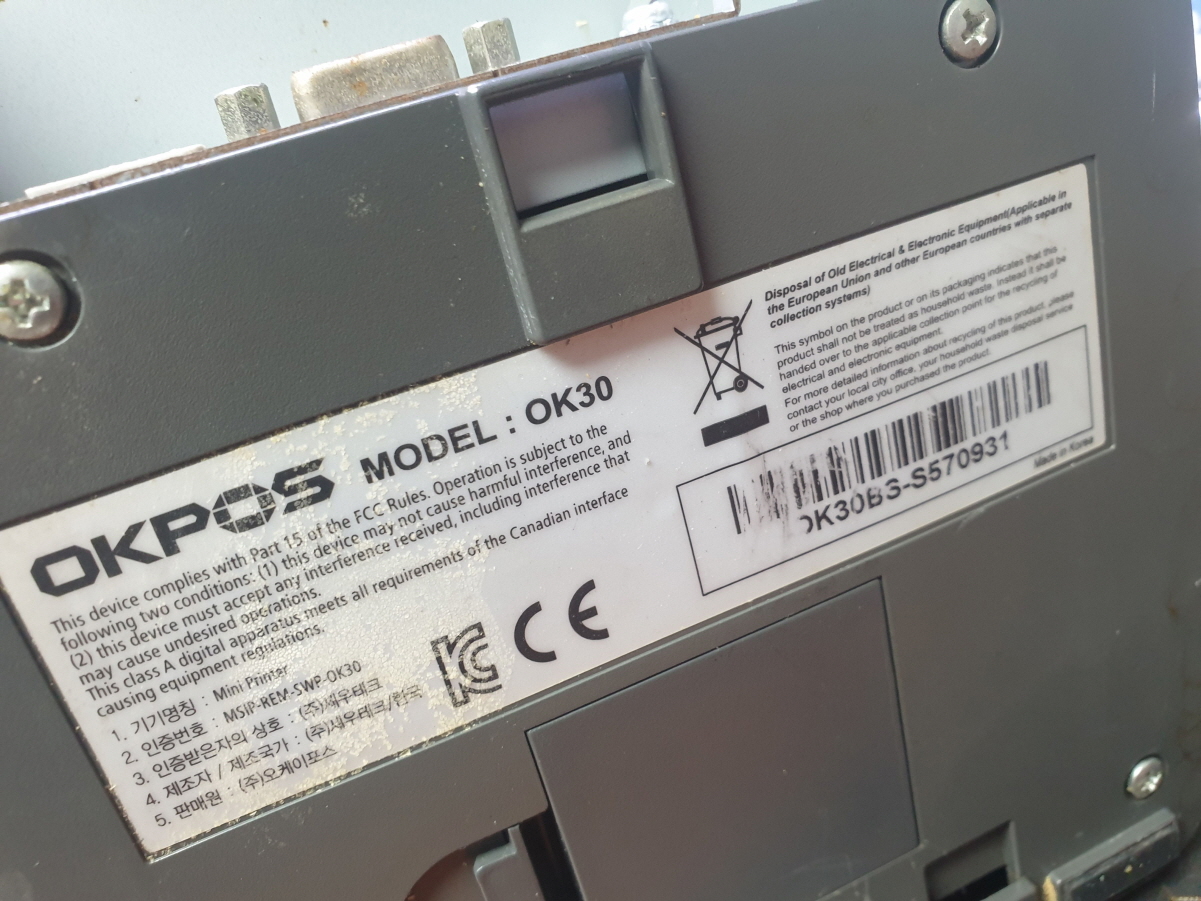 OKPOS MODEL : OK30
This device complies with Part 15 of the FCC Rules. Operation is subject to the
following two conditions: (1) this device may not cause harmful interference, and
(2) this device must accept any interference received, including interference that
may cause undesired operations.
This class A digital apparatus meets all requirements of the Canadian interface
causing equipment regulations.
1. 기기명칭 : Mini Printer
2. 인증번호 : MSIP-REM-SWP-OK30
3. 인증받은자의 상호 : (주)세우테크
4. 제조자 / 제조국가 : (주)세우테크/한국
5. 판매원 : (주)오케이포스
KC CE
Disposal of Old Electrical & Electronic Equipment(Applicable in
the European Union and other European countries with separate
collection systems)
This symbol on the product or on its packaging indicates that this
product shall not be treated as household waste. Instead it shall be
handed over to the applicable collection point for the recycling of
electrical and electronic equipment.
For more detailed information about recycling of this product, please
contact your local city office, your household waste disposal service
or the shop where you purchased the product.
OK30BS-S570931
Made in Korea